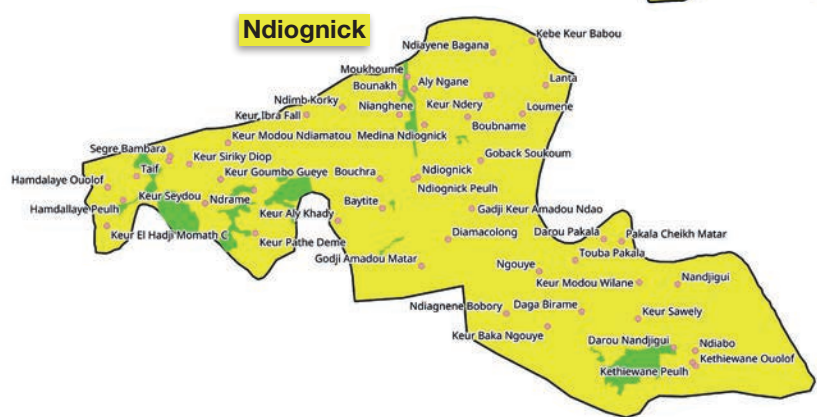 Ndiognick
Kebe Keur Babou
Ndiayene Bagana
Moukhoume
Aly Ngane
Lanta
Bounakh
Ndimb-Korky
Nianghene
Keur Ndery
Loumene
Keur Ibra Fall
Boubname
Keur Modou Ndiamatou
Medina Ndiognick
Segre Bambara
Keur Siriky Diop
Goback Soukoum
Taif
Hamdalaye Ouolof
Keur Goumbo Gueye
Bouchra
Ndiognick
Ndiognick Peulh
Keur Seydou
Ndrame
Baytite
Hamdallaye Peulh
Gadji Keur Amadou Ndao
Keur Aly Khady
Keur El Hadji Momath C
Diamacolong
Darou Pakala
Pakala Cheikh Matar
Keur Pathe Deme
Touba Pakala
Godji Amadou Matar
Ngouye
Keur Modou Wilane
Nandjigui
Ndiagnene Bobory
Daga Birame
Keur Sawely
Keur Baka Ngouye
Darou Nandjigui
Ndiabo
Kethiewane Ouolof
Kethiewane Peulh